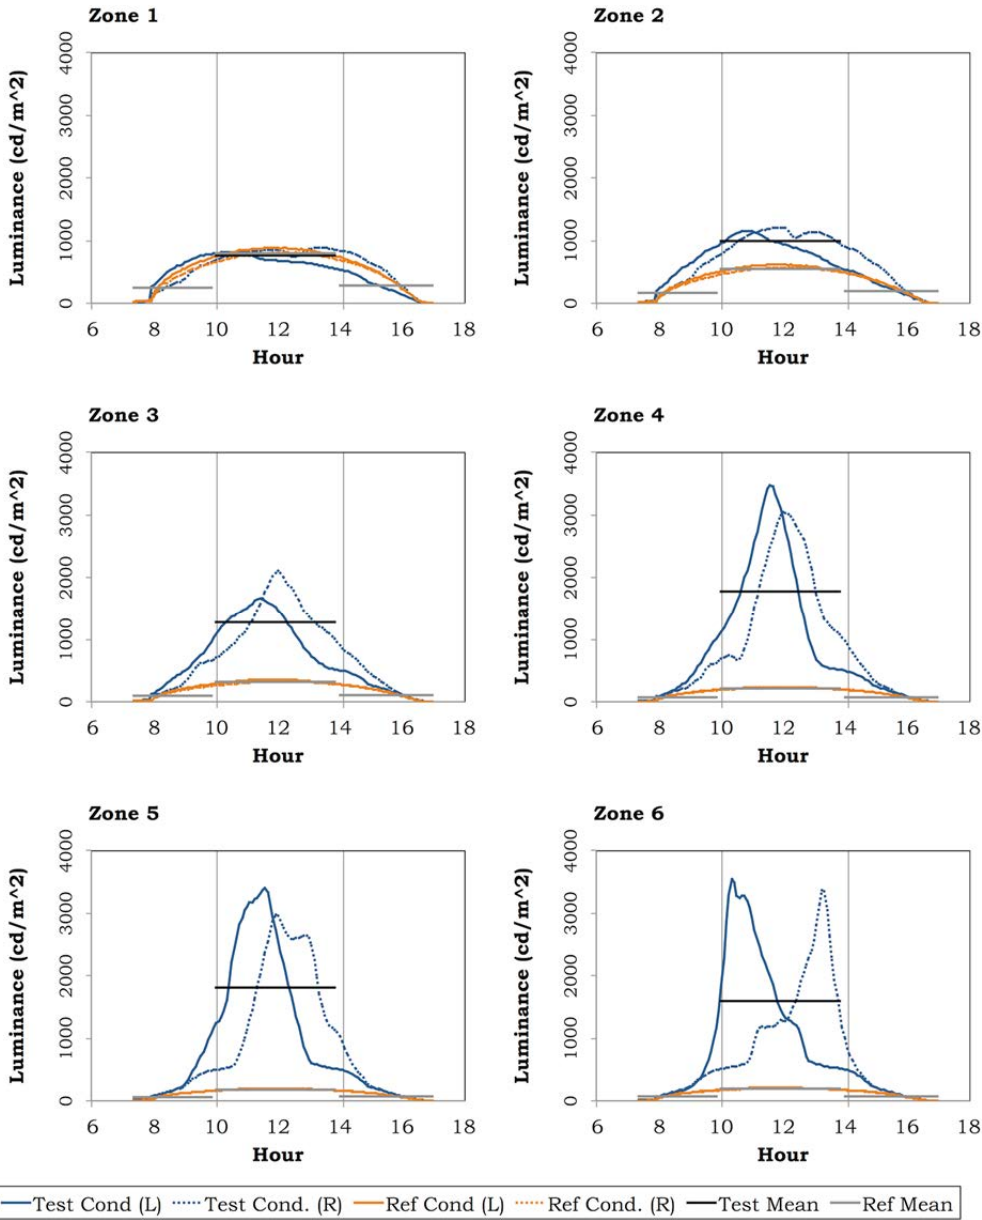 Zone 1
Luminance (cd/m^2)
4000
3000
2000
1000
0
6 8 10 12 14 16 18
Hour
Zone 2
Luminance (cd/m^2)
4000
3000
2000
1000
0
6 8 10 12 14 16 18
Hour
Zone 3
Luminance (cd/m^2)
4000
3000
2000
1000
0
6 8 10 12 14 16 18
Hour
Zone 4
Luminance (cd/m^2)
4000
3000
2000
1000
0
6 8 10 12 14 16 18
Hour
Zone 5
Luminance (cd/m^2)
4000
3000
2000
1000
0
6 8 10 12 14 16 18
Hour
Zone 6
Luminance (cd/m^2)
4000
3000
2000
1000
0
6 8 10 12 14 16 18
Hour
Test Cond (L) Test Cond. (R) Ref Cond (L) Ref Cond. (R) Test Mean Ref Mean